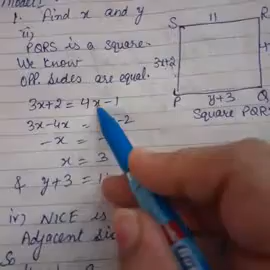 1. Find x and y
ii)
PQRS is a square.
We know
opp. sides are equal.
3x+2 = 4x-1
3x-4x = -2
-x =
x = 3
& y+3 = 11
iv) NICE is
Adjacent
S 11 R
3x+2
P y+3 Q
Square PQRS